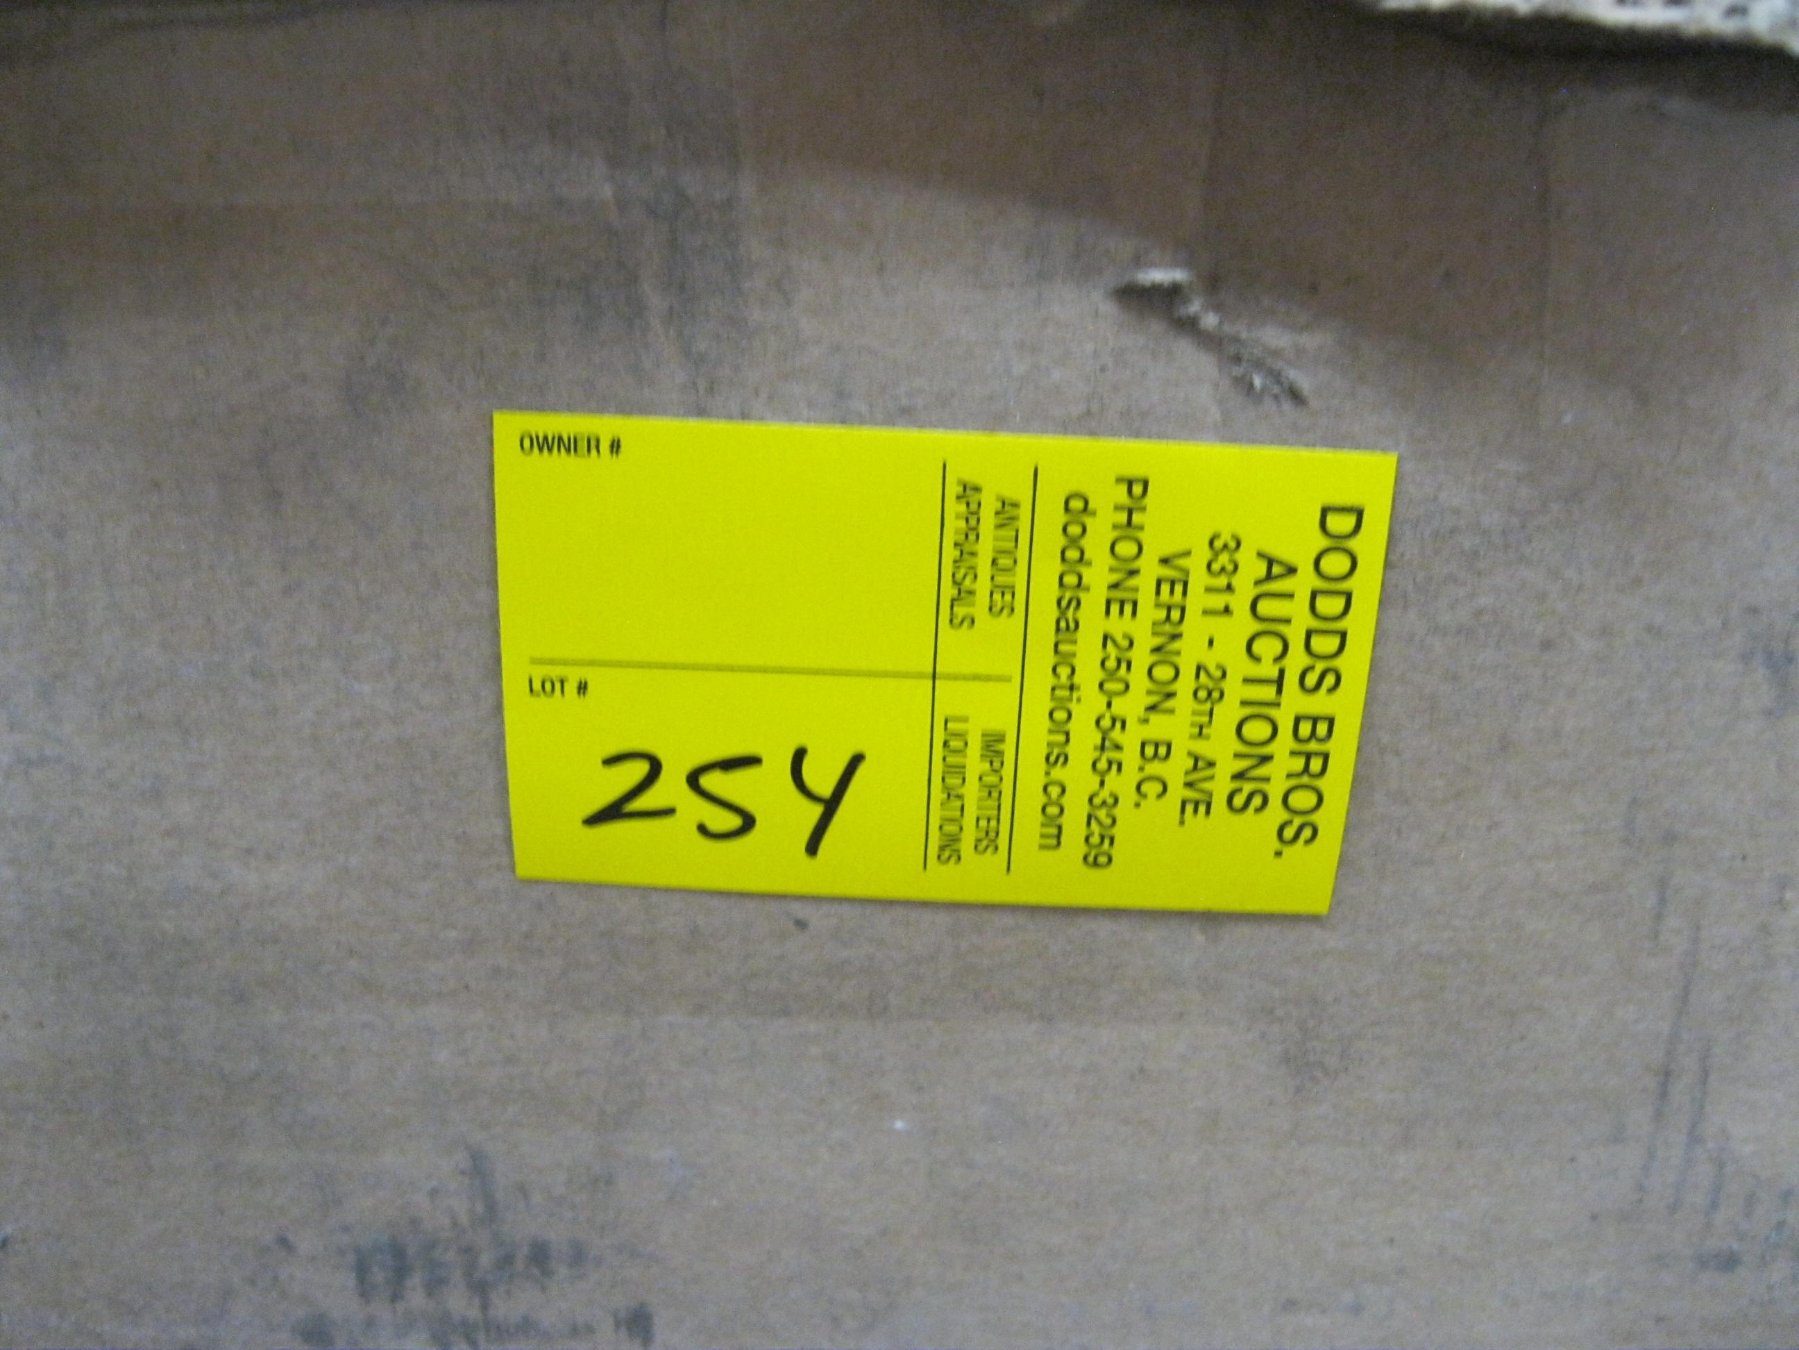 DODDS BROS.
AUCTIONS
3311 - 28TH AVE.
VERNON, B.C.
PHONE 250-545-3259
doddsauctions.com
ANTIQUES IMPORTERS
APPRAISALS LIQUIDATIONS
OWNER #
LOT #
254